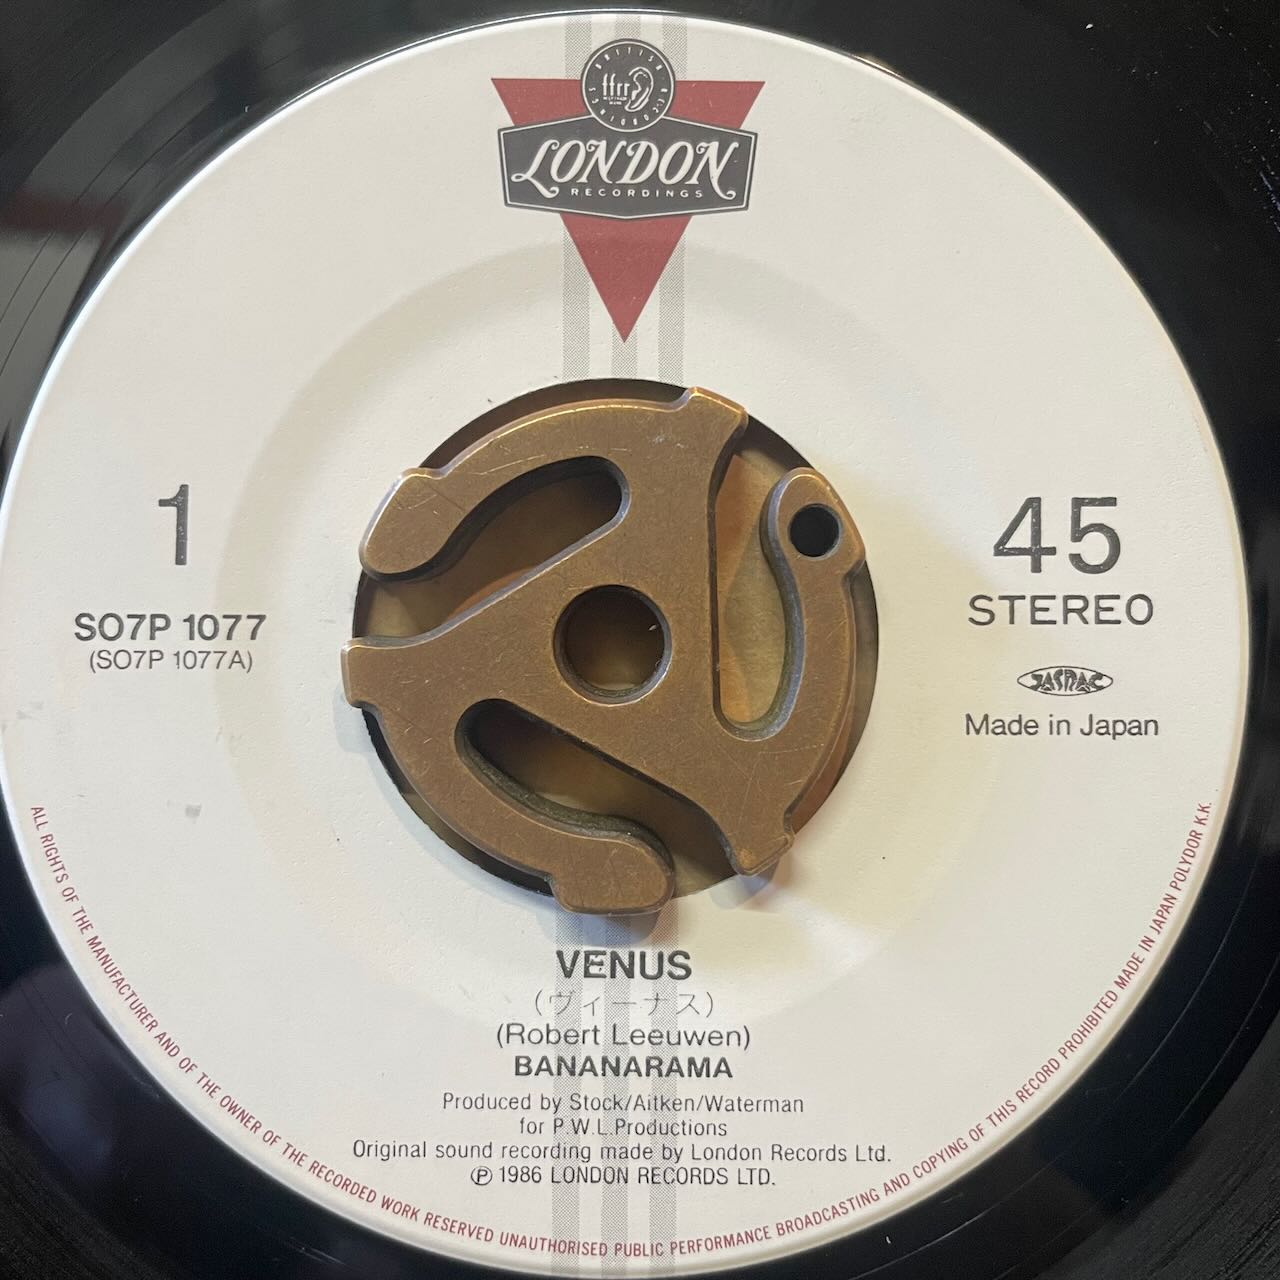 BRITISH RECORDINGS
ffrr
LONDON
RECORDINGS
1
45
STEREO
SO7P 1077
(SO7P 1077A)
JASRAC
Made in Japan
VENUS
(ヴィーナス)
(Robert Leeuwen)
BANANARAMA
Produced by Stock/Aitken/Waterman
for P.W.L.Productions
Original sound recording made by London Records Ltd.
℗ 1986 LONDON RECORDS LTD.
ALL RIGHTS OF THE MANUFACTURER AND OF THE OWNER OF THE RECORDED WORK RESERVED UNAUTHORISED PUBLIC PERFORMANCE BROADCASTING AND COPYING OF THIS RECORD PROHIBITED MADE IN JAPAN POLYDOR K.K.